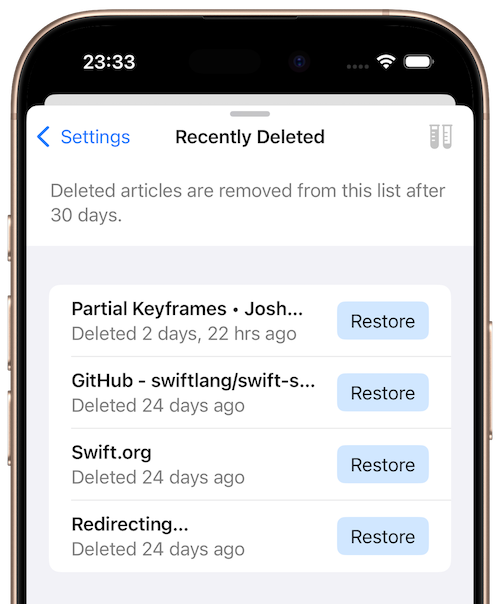 23:33
Settings
Recently Deleted
Deleted articles are removed from this list after
30 days.
Partial Keyframes • Josh...
Deleted 2 days, 22 hrs ago
Restore
GitHub - swiftlang/swift-s...
Deleted 24 days ago
Restore
Swift.org
Deleted 24 days ago
Restore
Redirecting...
Deleted 24 days ago
Restore